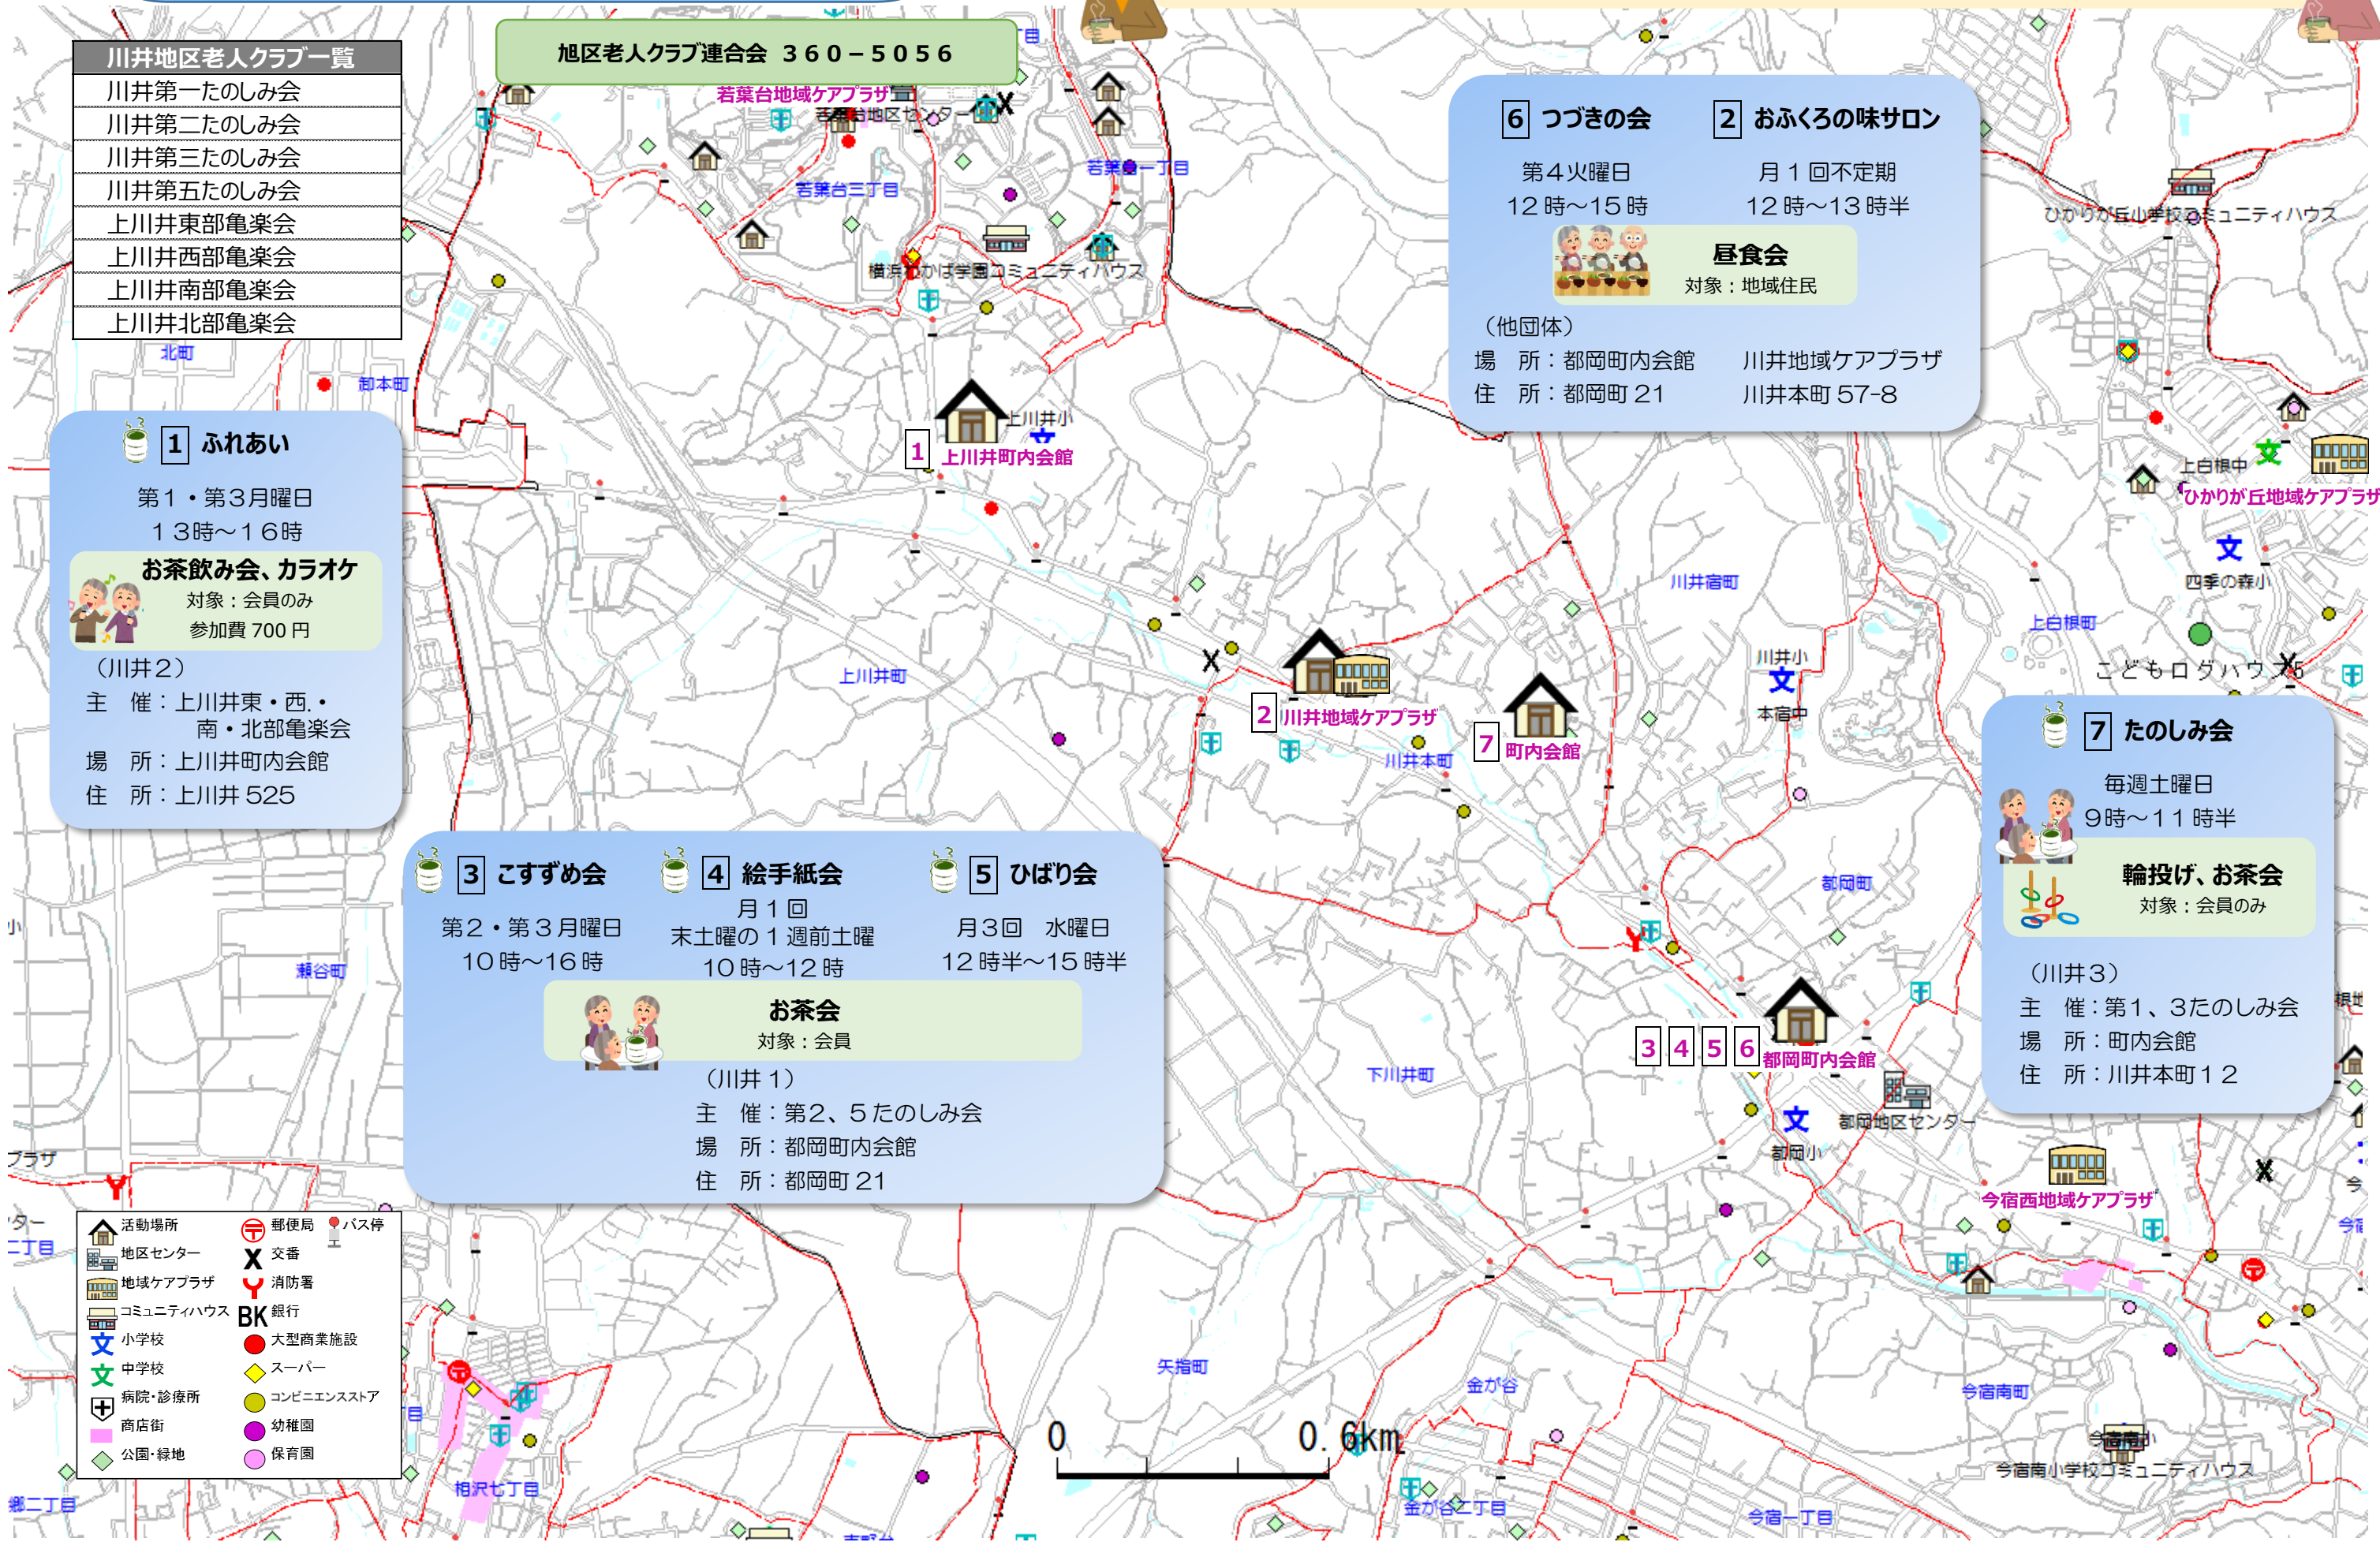 川井地区老人クラブ一覧
川井第一たのしみ会
川井第二たのしみ会
川井第三たのしみ会
川井第五たのしみ会
上川井東部亀楽会
上川井西部亀楽会
上川井南部亀楽会
上川井北部亀楽会
旭区老人クラブ連合会 ３６０－５０５６
若葉台地域ケアプラザ
若葉台地区センター
若葉台三丁目
若葉台一丁目
横浜わかば学園コミュニティハウス
北町
卸本町
6 つづきの会
第４火曜日
12時～15時
2 おふくろの味サロン
月１回不定期
12時～13時半
昼食会
対象：地域住民
（他団体）
場　所：都岡町内会館　川井地域ケアプラザ
住　所：都岡町21　川井本町57-8
ひかりが丘小学校コミュニティハウス
上白根中
ひかりが丘地域ケアプラザ
四季の森小
上白根町
こどもログハウス
1 ふれあい
第１・第３月曜日
１３時～１６時
お茶飲み会、カラオケ
対象：会員のみ
参加費700円
（川井２）
主　催：上川井東・西.・
南・北部亀楽会
場　所：上川井町内会館
住　所：上川井525
上川井小
1 上川井町内会館
川井宿町
上川井町
川井小
本宿中
2 川井地域ケアプラザ
7 町内会館
川井本町
7 たのしみ会
毎週土曜日
９時～11時半
輪投げ、お茶会
対象：会員のみ
（川井３）
主　催：第１、３たのしみ会
場　所：町内会館
住　所：川井本町１２
3 こすずめ会
第２・第３月曜日
10時～16時
4 絵手紙会
月１回
末土曜の１週前土曜
10時～12時
5 ひばり会
月３回　水曜日
12時半～15時半
お茶会
対象：会員
（川井１）
主　催：第２、５たのしみ会
場　所：都岡町内会館
住　所：都岡町21
瀬谷町
都岡町
3 4 5 6 都岡町内会館
下川井町
都岡地区センター
都岡小
今宿西地域ケアプラザ
プラザ
活動場所
地区センター
地域ケアプラザ
コミュニティハウス
小学校
中学校
病院・診療所
商店街
公園・緑地
郵便局
バス停
交番
消防署
BK 銀行
大型商業施設
スーパー
コンビニエンスストア
幼稚園
保育園
矢指町
金が谷
今宿南町
0 0.6km
今宿南小
今宿南小学校コミュニティハウス
相沢七丁目
郷二丁目
金が谷二丁目
今宿一丁目